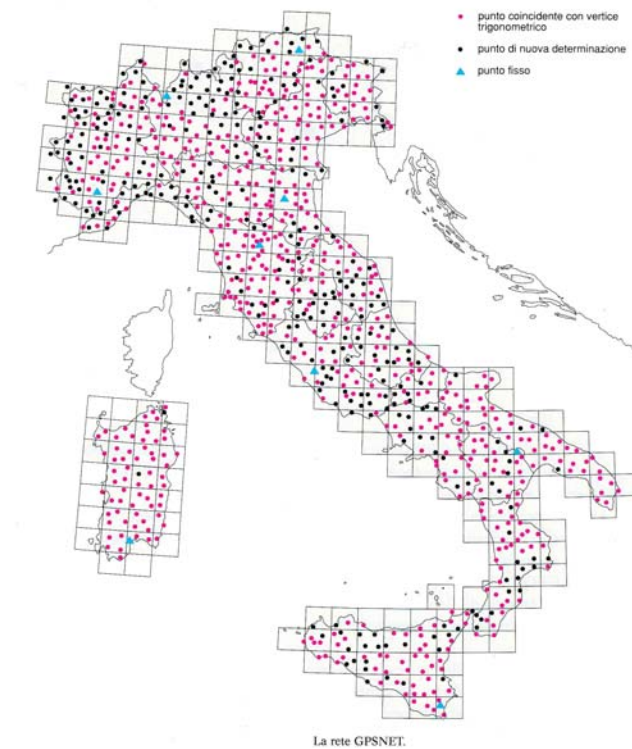 punto coincidente con vertice
trigonometrico
punto di nuova determinazione
punto fisso
La rete GPSNET.